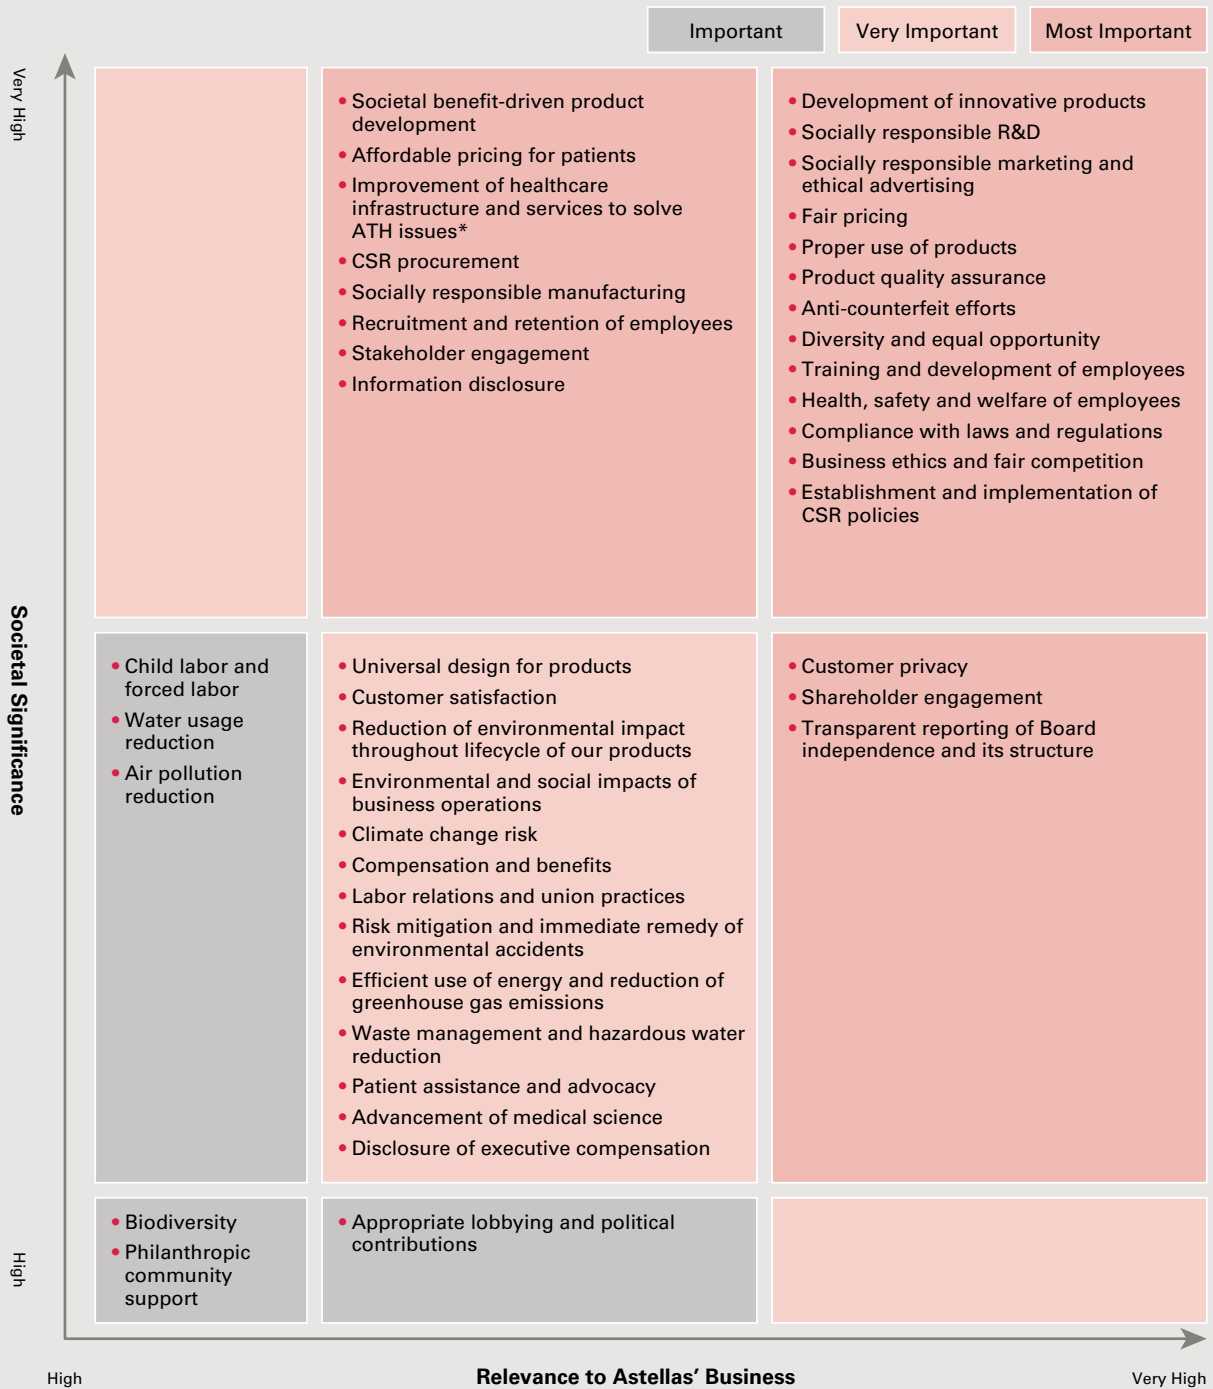 Important
Very Important
Most Important
Very High
• Societal benefit-driven product
development
• Affordable pricing for patients
• Improvement of healthcare
infrastructure and services to solve
ATH issues*
• CSR procurement
• Socially responsible manufacturing
• Recruitment and retention of employees
• Stakeholder engagement
• Information disclosure
• Development of innovative products
• Socially responsible R&D
• Socially responsible marketing and
ethical advertising
• Fair pricing
• Proper use of products
• Product quality assurance
• Anti-counterfeit efforts
• Diversity and equal opportunity
• Training and development of employees
• Health, safety and welfare of employees
• Compliance with laws and regulations
• Business ethics and fair competition
• Establishment and implementation of
CSR policies
Societal Significance
• Child labor and
forced labor
• Water usage
reduction
• Air pollution
reduction
• Universal design for products
• Customer satisfaction
• Reduction of environmental impact
throughout lifecycle of our products
• Environmental and social impacts of
business operations
• Climate change risk
• Compensation and benefits
• Labor relations and union practices
• Risk mitigation and immediate remedy of
environmental accidents
• Efficient use of energy and reduction of
greenhouse gas emissions
• Waste management and hazardous water
reduction
• Patient assistance and advocacy
• Advancement of medical science
• Disclosure of executive compensation
• Customer privacy
• Shareholder engagement
• Transparent reporting of Board
independence and its structure
High
• Biodiversity
• Philanthropic
community
support
• Appropriate lobbying and political
contributions
High
Relevance to Astellas’ Business
Very High